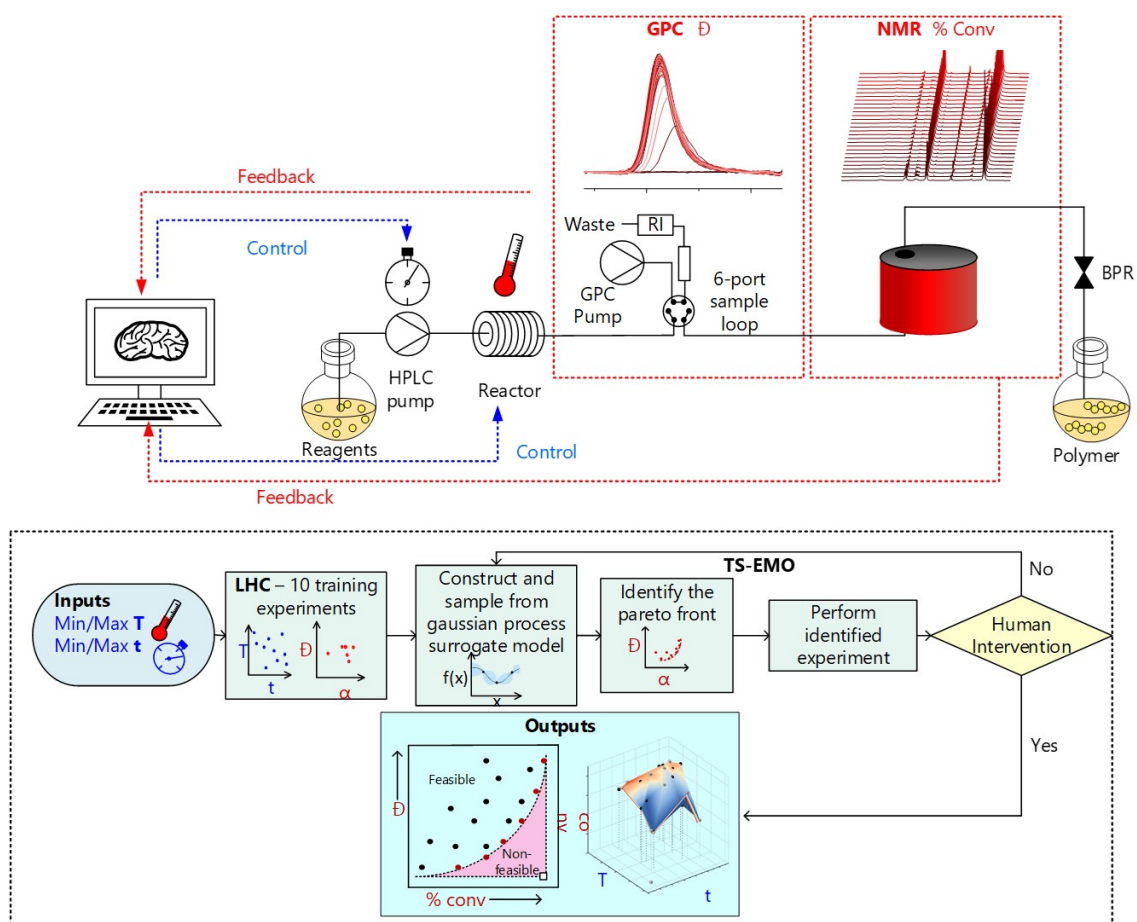 GPC Đ
NMR % Conv
Feedback
Control
Waste
RI
GPC
Pump
6-port
sample
loop
BPR
HPLC
pump
Reactor
Reagents
Control
Polymer
Feedback
TS-EMO
No
Inputs
Min/Max T
Min/Max t
LHC – 10 training
experiments
T
t
Đ
α
Construct and
sample from
gaussian process
surrogate model
f(x)
x
Identify the
pareto front
Đ
α
Perform
identified
experiment
Human
Intervention
Yes
Outputs
Feasible
Đ
Non-
feasible
% conv
conv
T
t